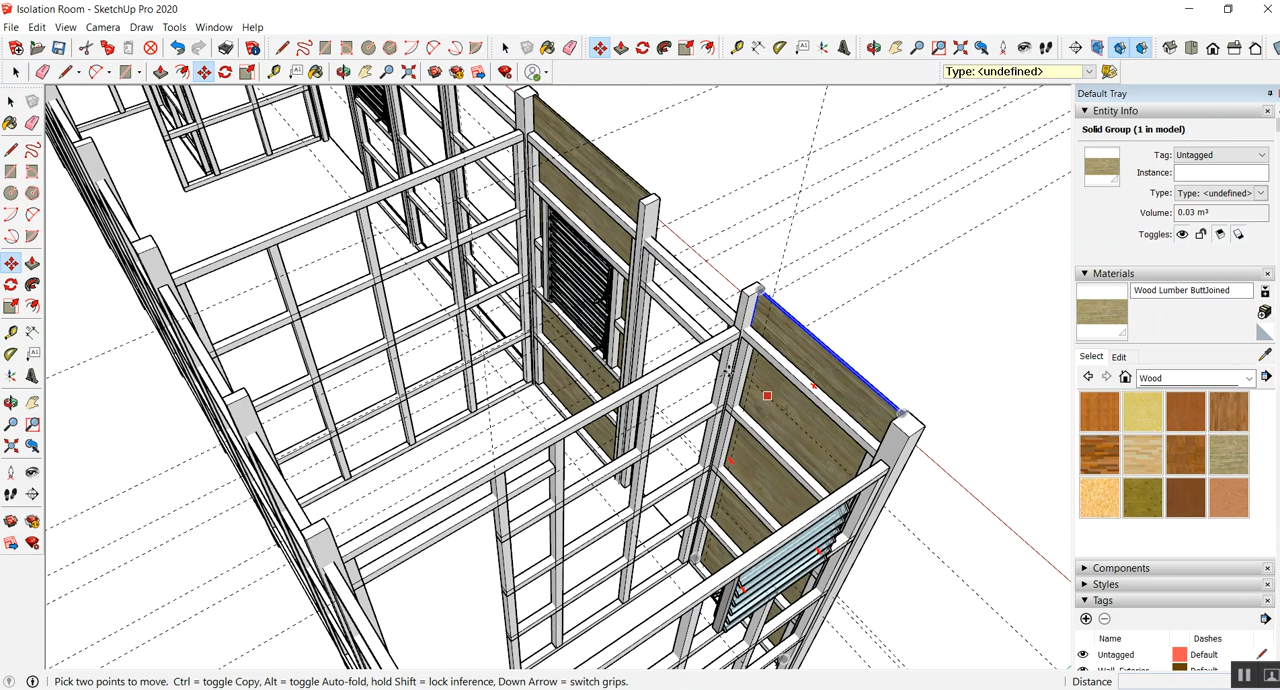 Isolation Room - SketchUp Pro 2020
File Edit View Camera Draw Tools Window Help
Type: <undefined>
Default Tray
Entity Info
Solid Group (1 in model)
Tag: Untagged
Instance:
Type: Type: <undefined>
Volume: 0.03 m³
Toggles:
Materials
Wood Lumber ButtJoined
Select Edit
Wood
Components
Styles
Tags
Name Dashes
Untagged Default
Wall_Exterior Default
Pick two points to move. Ctrl = toggle Copy, Alt = toggle Auto-fold, hold Shift = lock inference, Down Arrow = switch grips.
Distance